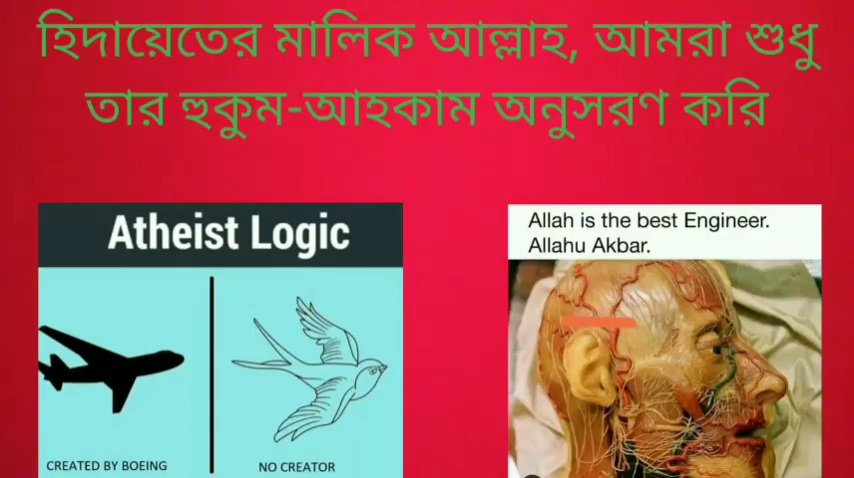 হিদায়েতের মালিক আল্লাহ, আমরা শুধু
তার হুকুম-আহকাম অনুসরণ করি
Atheist Logic
CREATED BY BOEING
NO CREATOR
Allah is the best Engineer.
Allahu Akbar.